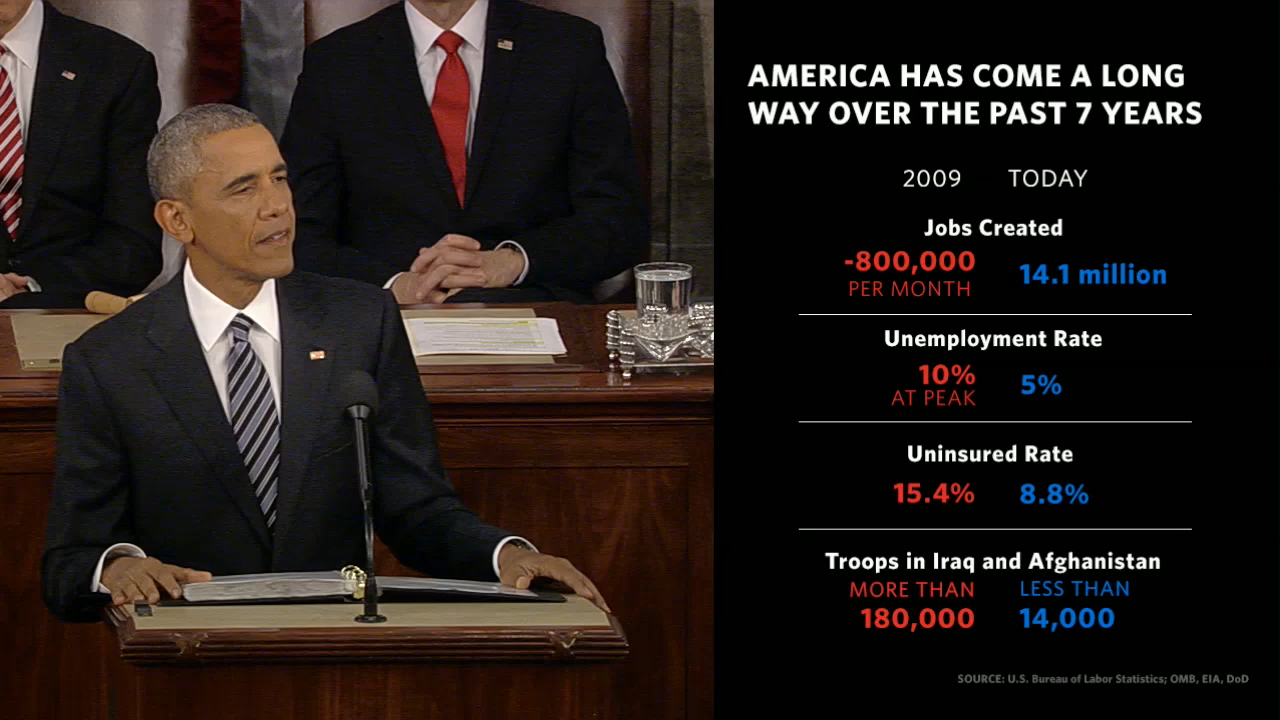 AMERICA HAS COME A LONG
WAY OVER THE PAST 7 YEARS
2009 TODAY
Jobs Created
-800,000
PER MONTH
14.1 million
Unemployment Rate
10%
AT PEAK
5%
Uninsured Rate
15.4% 8.8%
Troops in Iraq and Afghanistan
MORE THAN LESS THAN
180,000 14,000
SOURCE: U.S. Bureau of Labor Statistics; OMB, EIA, DoD